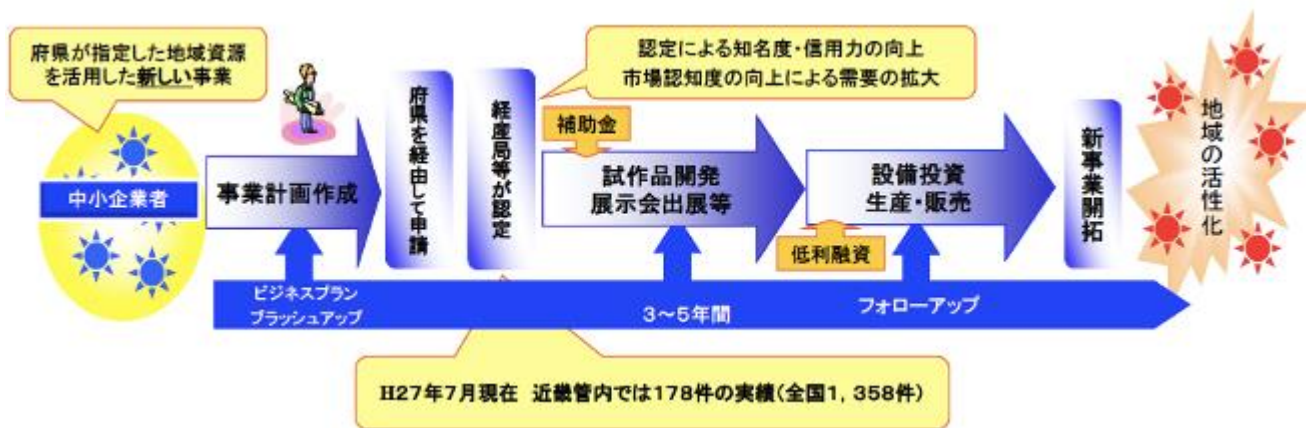 府県が指定した地域資源
を活用した新しい事業
中小企業者
事業計画作成
府県を経由して申請
経産局等が認定
認定による知名度・信用力の向上
市場認知度の向上による需要の拡大
補助金
試作品開発
展示会出展等
低利融資
設備投資
生産・販売
新事業開拓
地域の活性化
ビジネスプラン
ブラッシュアップ
3～5年間
フォローアップ
H27年7月現在 近畿管内では178件の実績(全国1,358件)